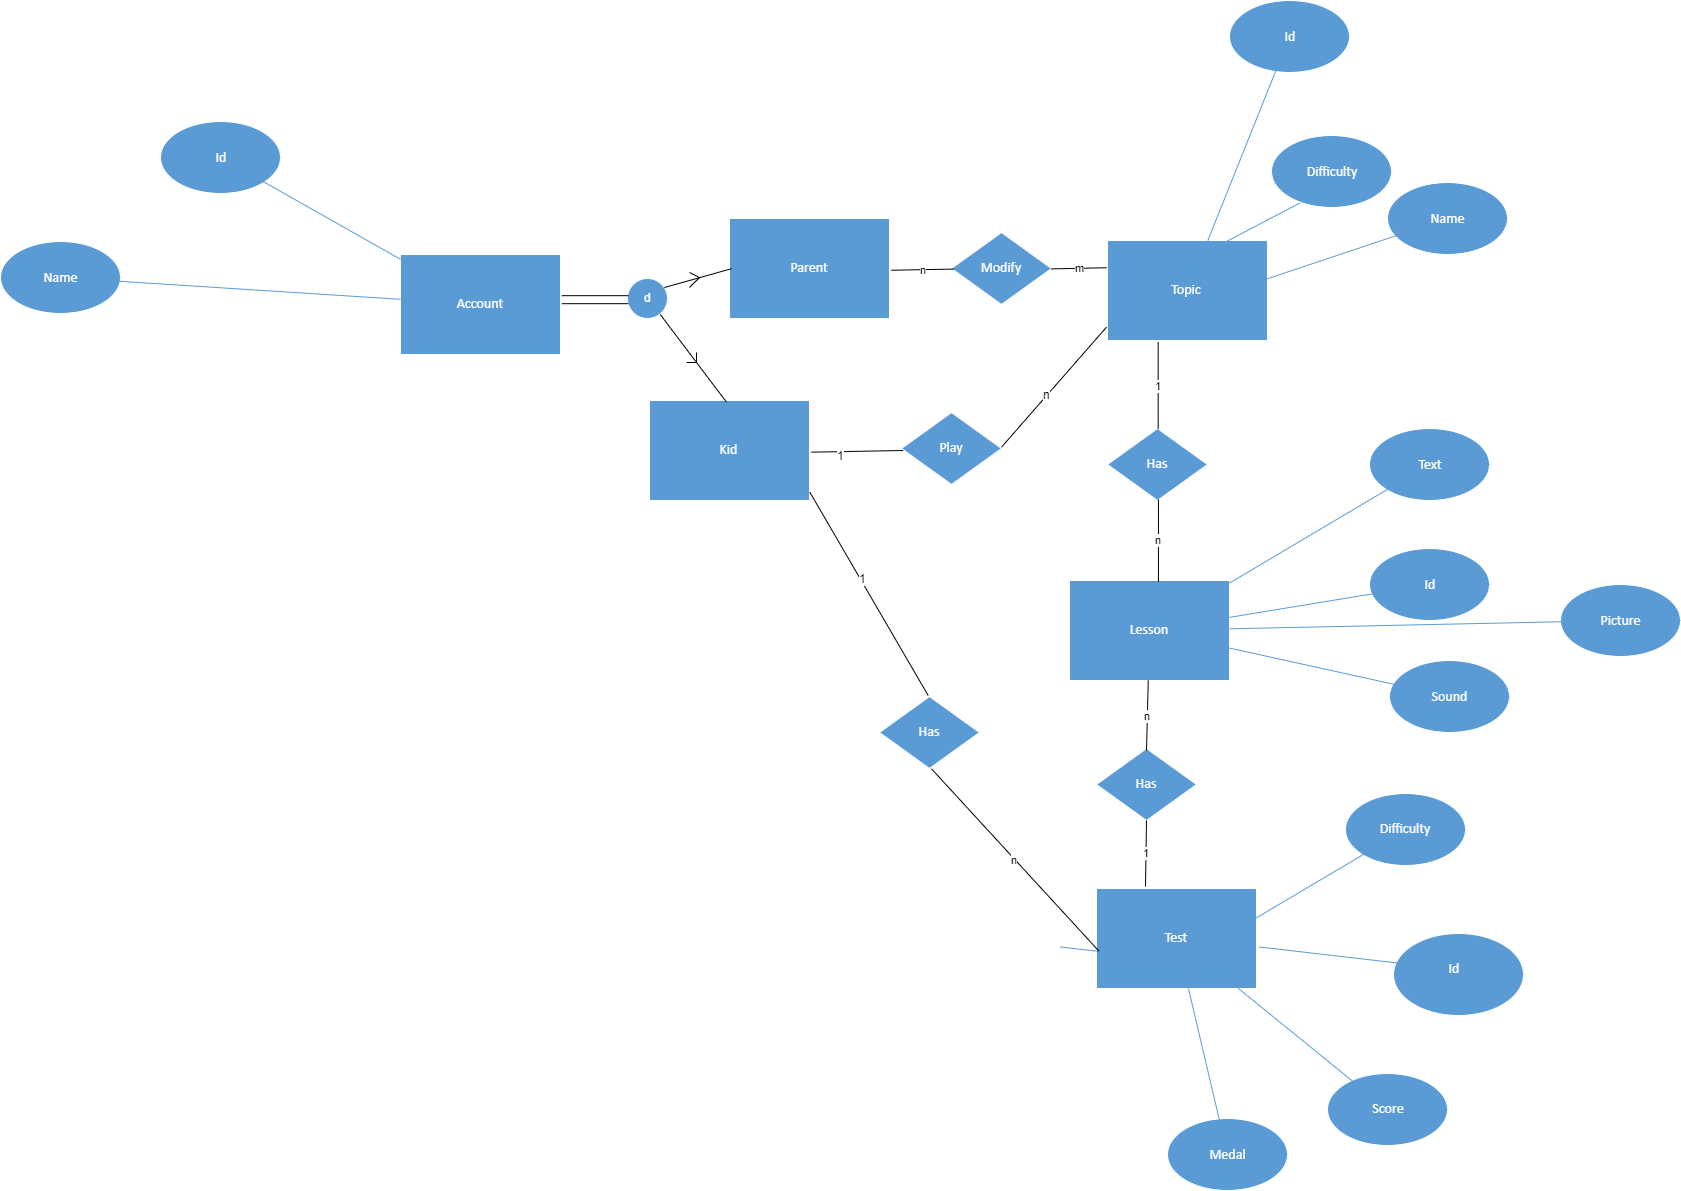 Id
Id
Difficulty
Name
Name
Account
d
Parent
n
Modify
m
Topic
Kid
1
Play
n
1
Has
n
Text
Id
Picture
Lesson
Sound
1
Has
n
n
Has
1
Difficulty
Test
Id
Score
Medal